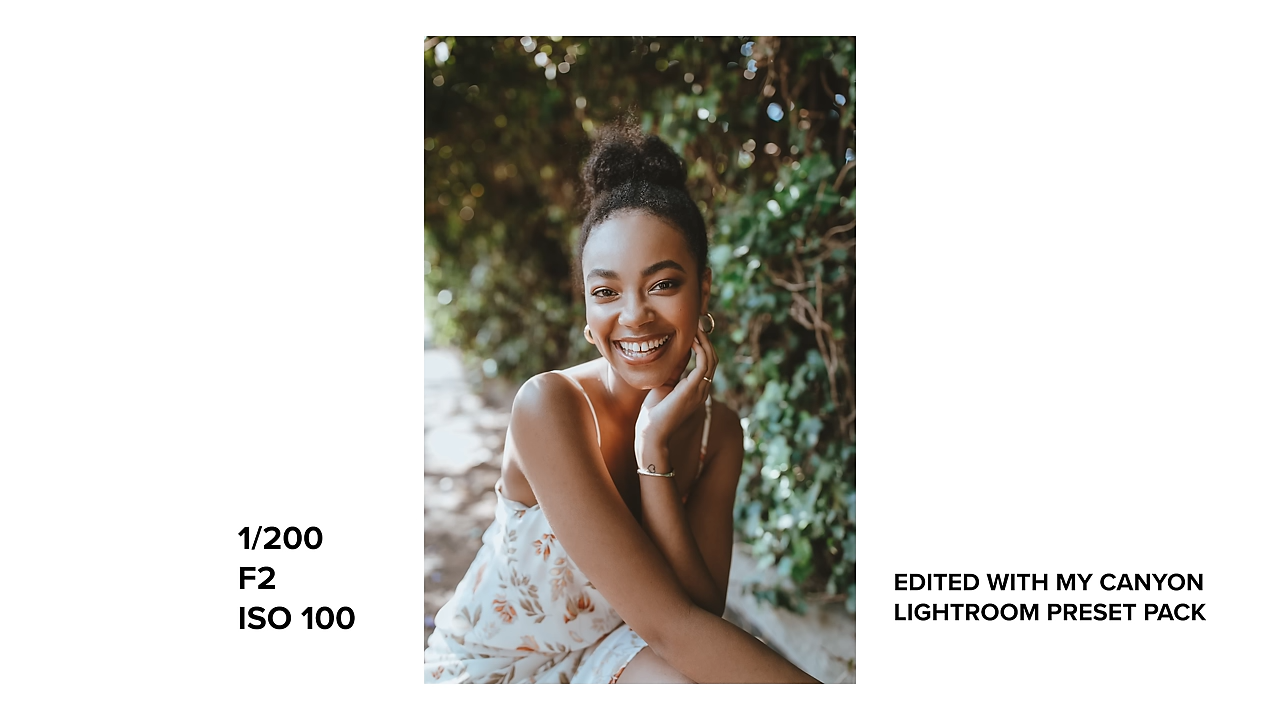 1/200
F2
ISO 100
EDITED WITH MY CANYON
LIGHTROOM PRESET PACK